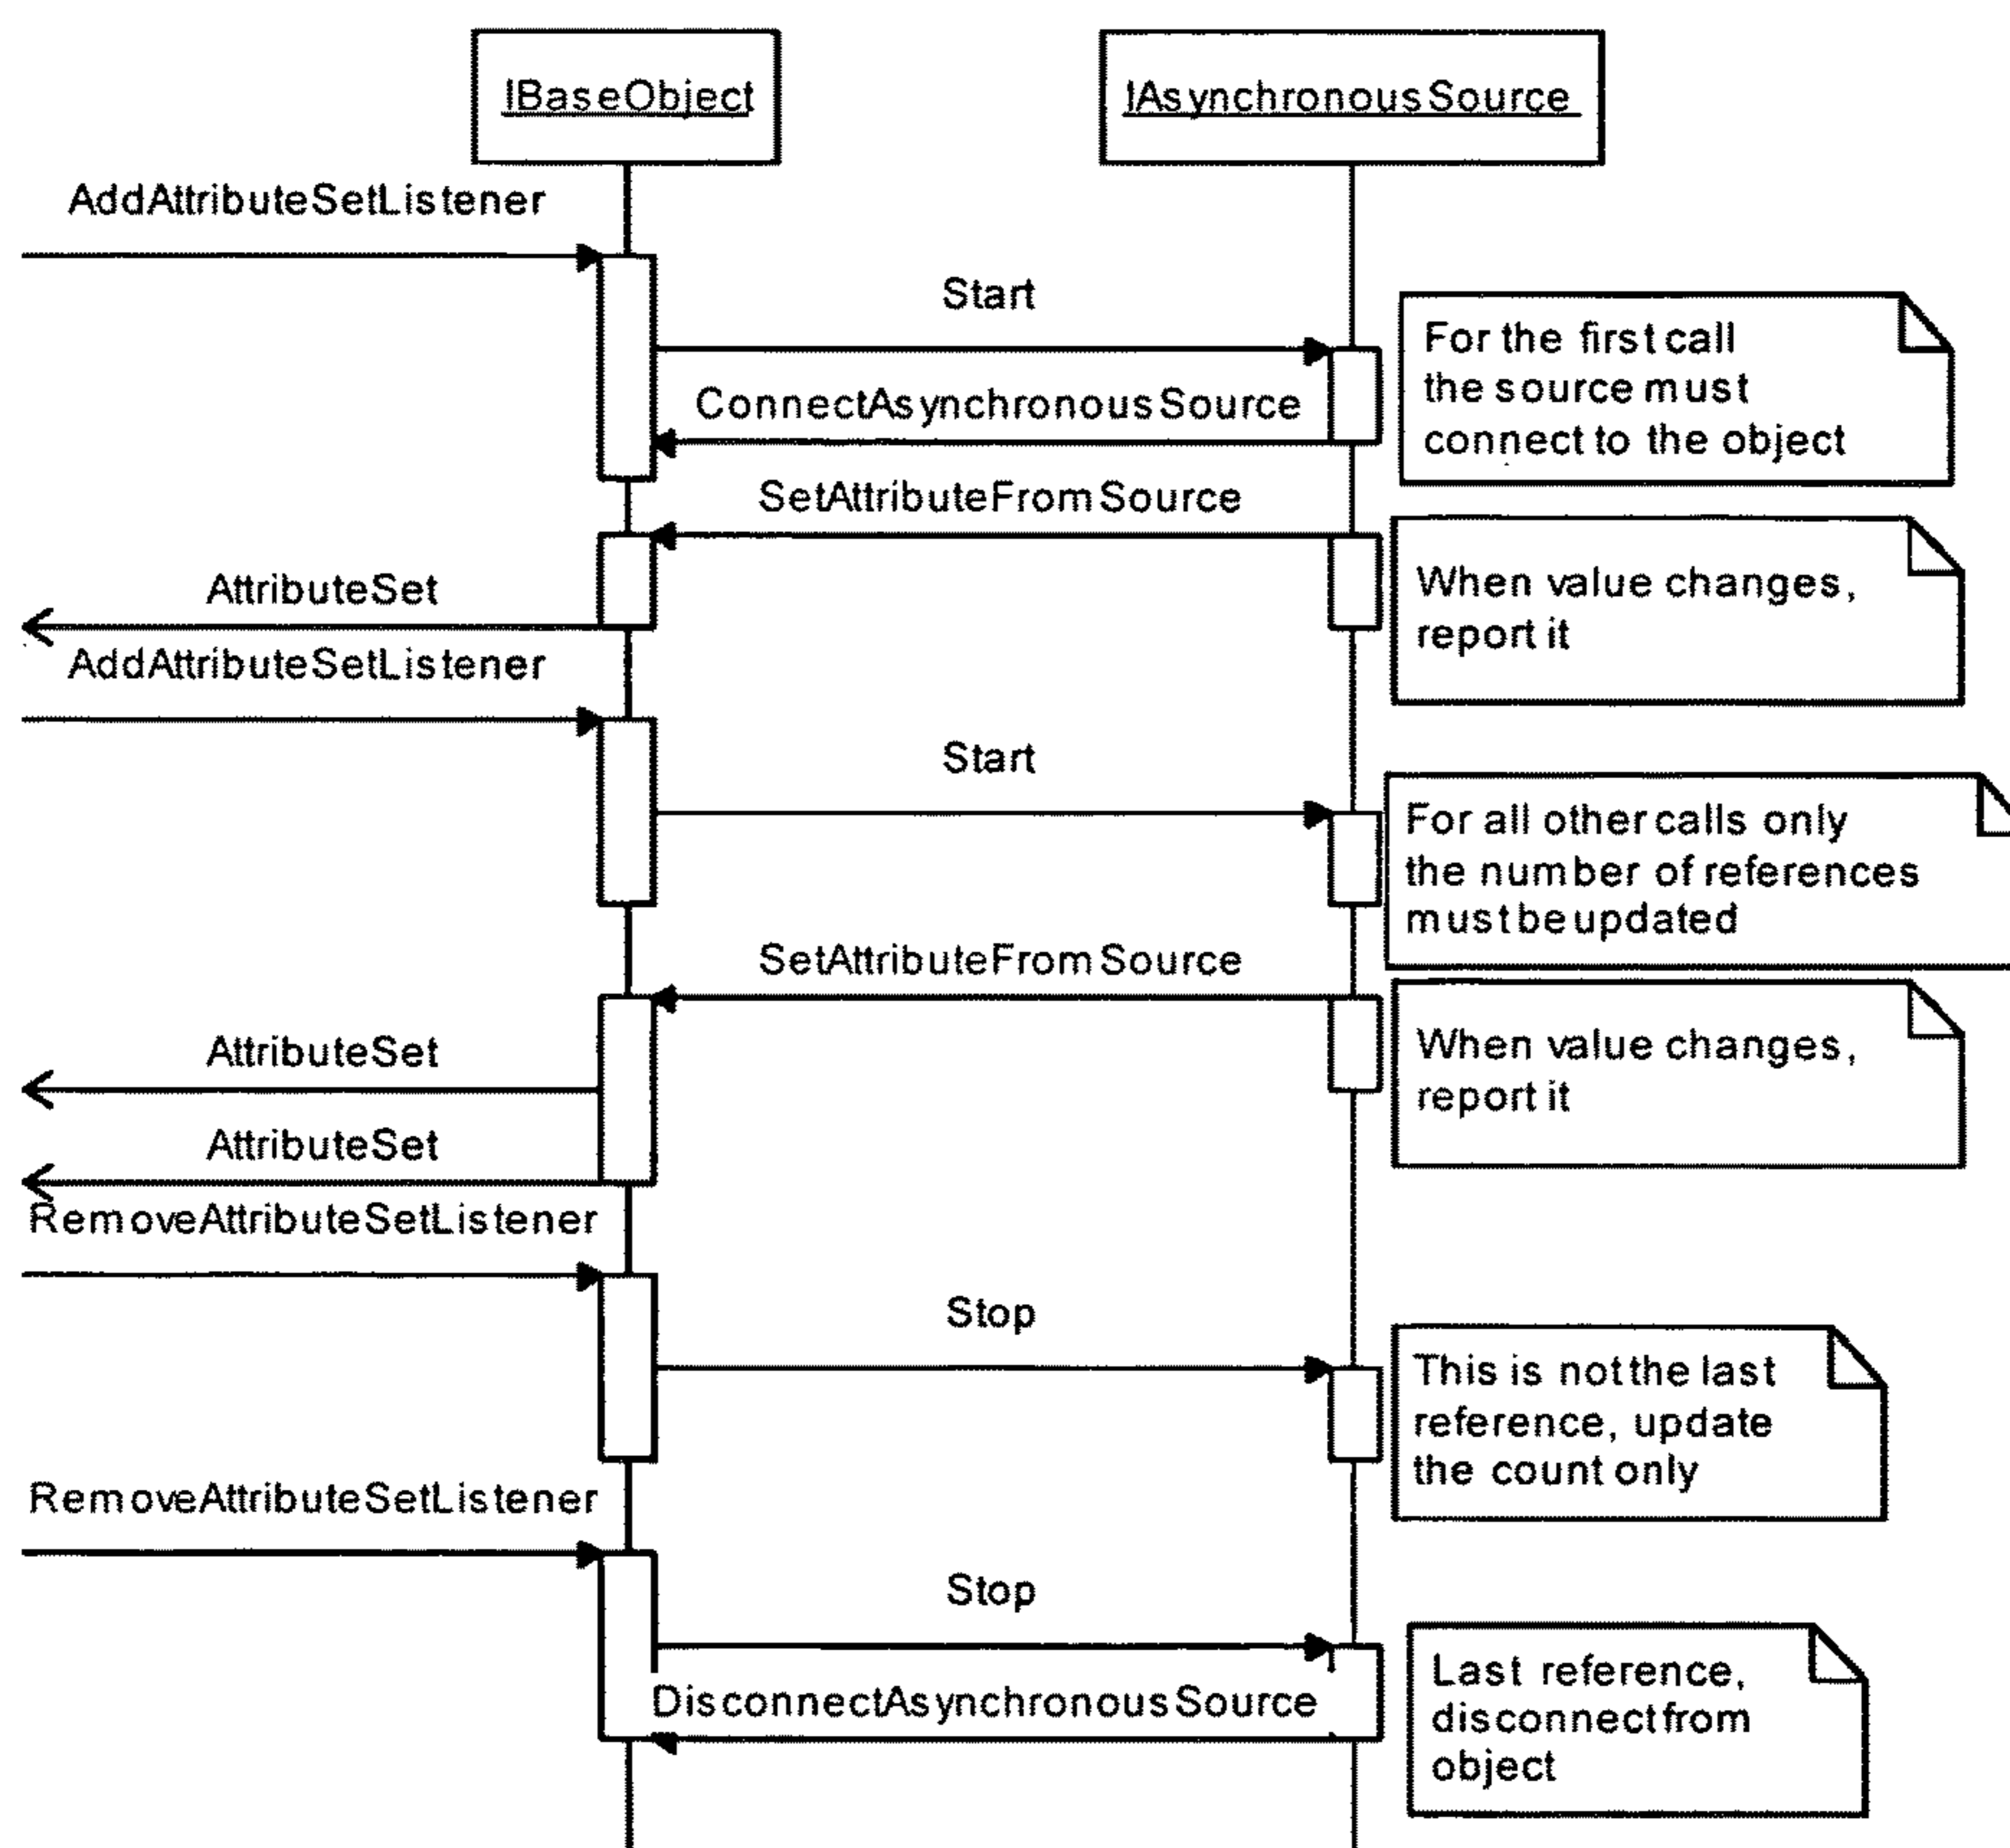 IBaseObject
IAsynchronousSource
AddAttributeSetListener
Start
For the first call
the source must
connect to the object
ConnectAsynchronousSource
SetAttributeFromSource
When value changes,
report it
AttributeSet
AddAttributeSetListener
Start
For all other calls only
the number of references
must be updated
SetAttributeFromSource
When value changes,
report it
AttributeSet
AttributeSet
RemoveAttributeSetListener
Stop
This is not the last
reference, update
the count only
RemoveAttributeSetListener
Stop
Last reference,
disconnect from
object
DisconnectAsynchronousSource